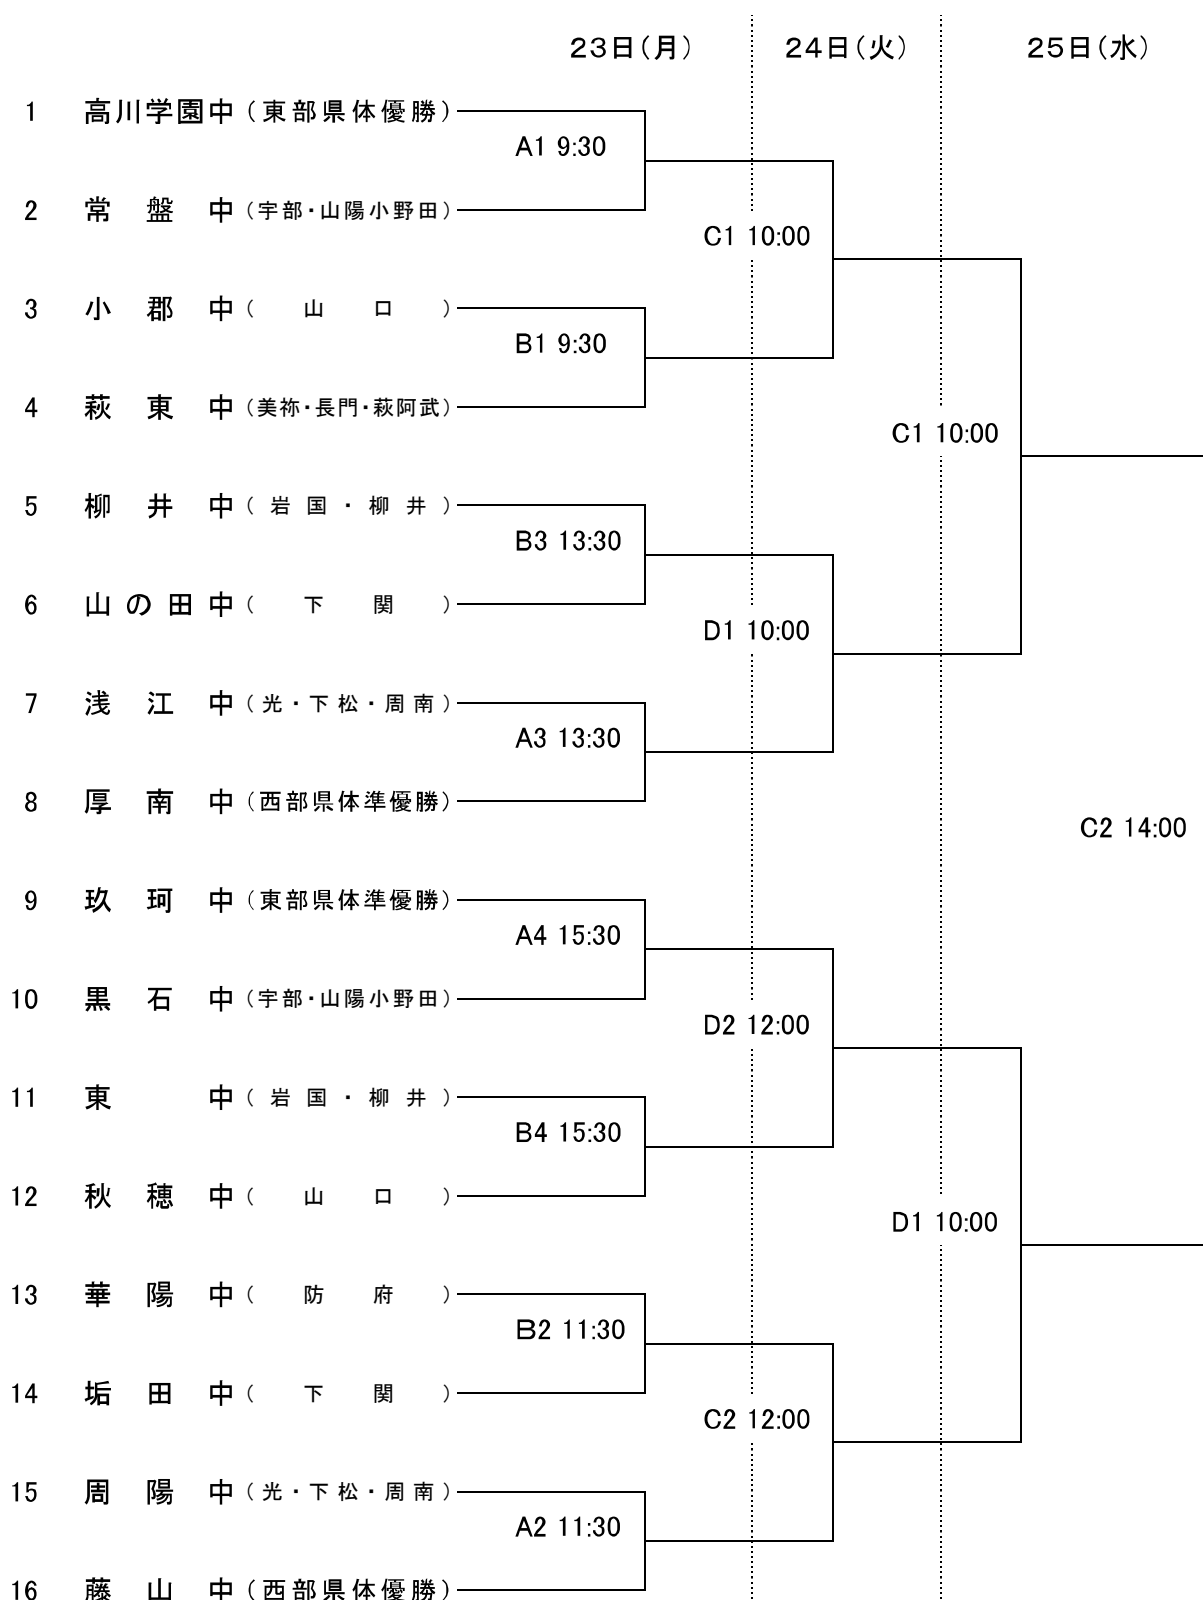 23日(月) 24日(火) 25日(水)
1 高川学園中(東部県体優勝)
A1 9:30
2 常盤中(宇部・山陽小野田)
C1 10:00
3 小郡中(山口)
B1 9:30
4 萩東中(美祢・長門・萩阿武)
C1 10:00
5 柳井中(岩国・柳井)
B3 13:30
6 山の田中(下関)
D1 10:00
7 浅江中(光・下松・周南)
A3 13:30
8 厚南中(西部県体準優勝)
C2 14:00
9 玖珂中(東部県体準優勝)
A4 15:30
10 黒石中(宇部・山陽小野田)
D2 12:00
11 東中(岩国・柳井)
B4 15:30
12 秋穂中(山口)
D1 10:00
13 華陽中(防府)
B2 11:30
14 垢田中(下関)
C2 12:00
15 周陽中(光・下松・周南)
A2 11:30
16 藤山中(西部県体優勝)